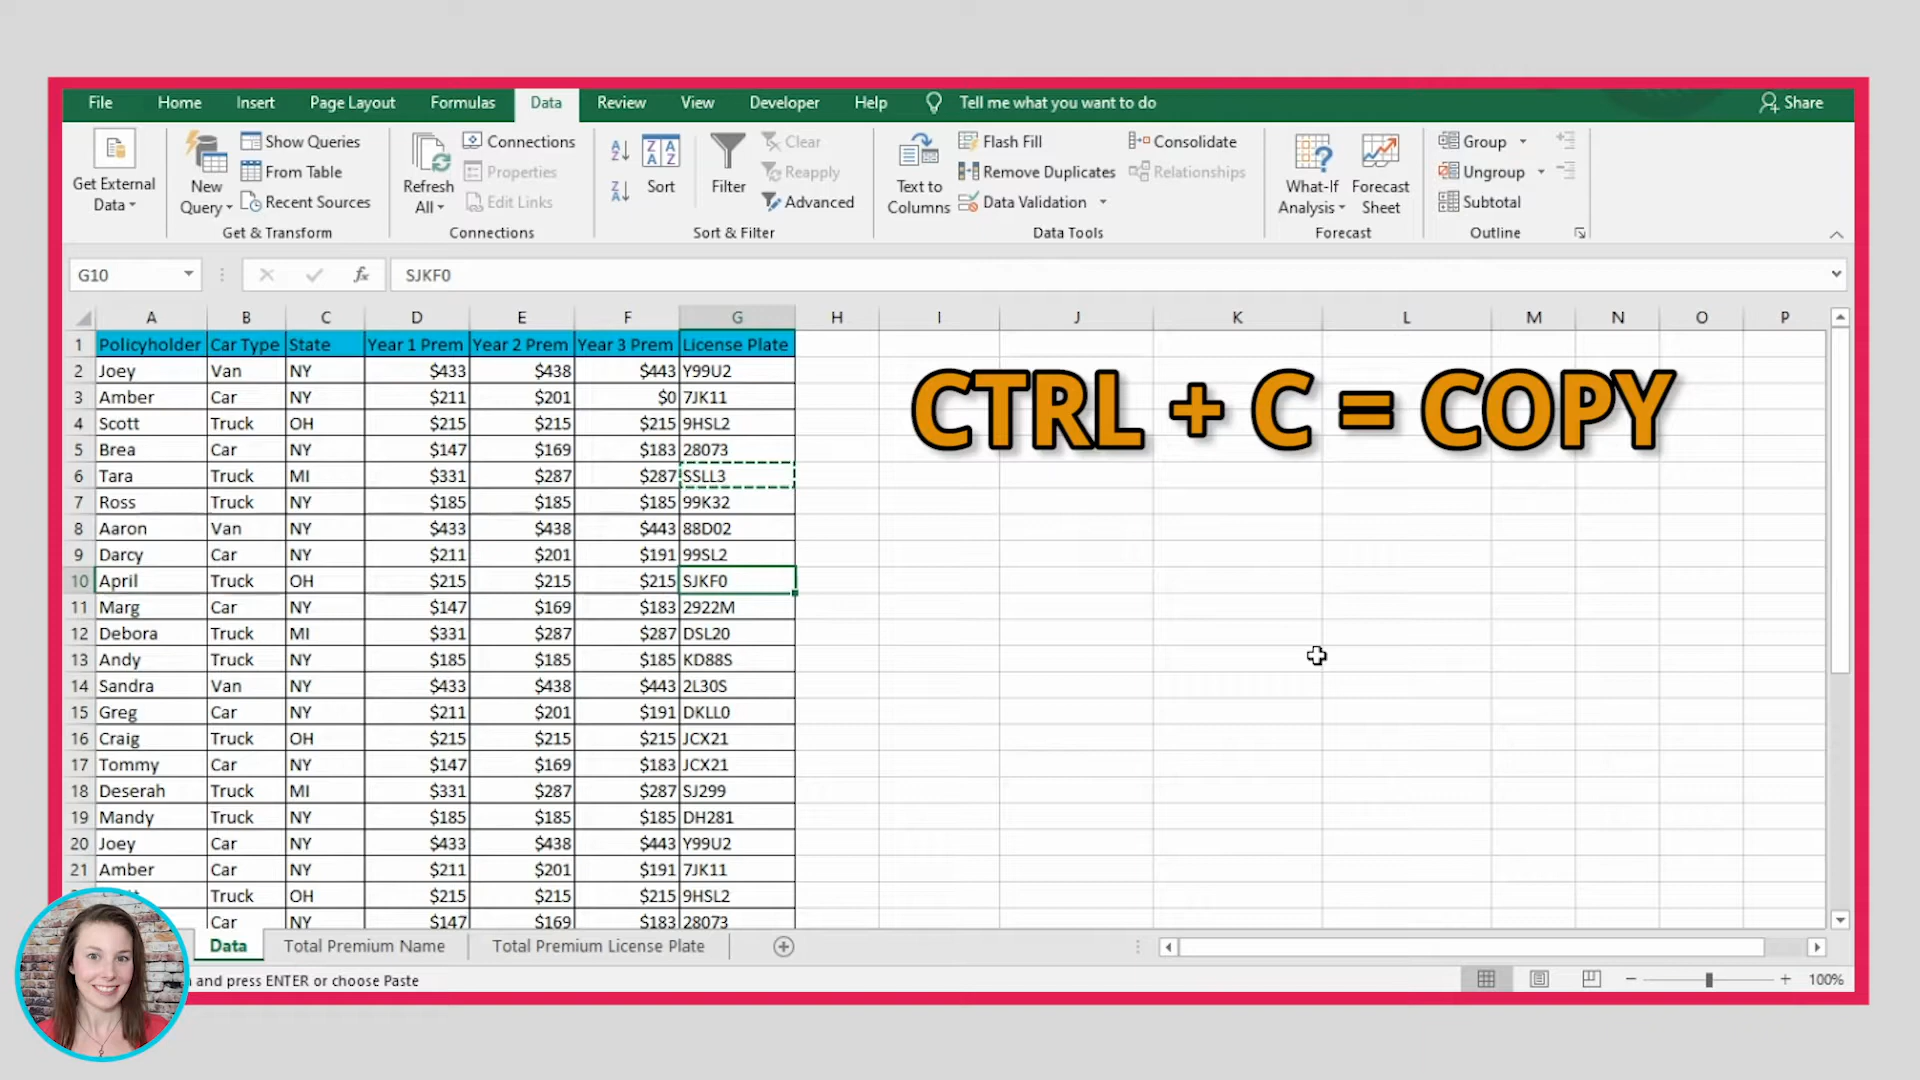 File Home Insert Page Layout Formulas Data Review View Developer Help Tell me what you want to do Share
Get External Data
New Query
Show Queries
From Table
Recent Sources
Get & Transform
Refresh All
Connections
Properties
Edit Links
Connections
Sort
Filter
Clear
Reapply
Advanced
Sort & Filter
Text to Columns
Flash Fill
Remove Duplicates
Data Validation
Consolidate
Relationships
Data Tools
What-If Analysis
Forecast Sheet
Forecast
Group
Ungroup
Subtotal
Outline
G10 fx SJKF0
A B C D E F G H I J K L M N O P
1 Policyholder Car Type State Year 1 Prem Year 2 Prem Year 3 Prem License Plate
2 Joey Van NY $433 $438 $443 Y99U2
3 Amber Car NY $211 $201 $0 7JK11
4 Scott Truck OH $215 $215 $215 9HSL2
5 Brea Car NY $147 $169 $183 28073
6 Tara Truck MI $331 $287 $287 SSLL3
7 Ross Truck NY $185 $185 $185 99K32
8 Aaron Van NY $433 $438 $443 88D02
9 Darcy Car NY $211 $201 $191 99SL2
10 April Truck OH $215 $215 $215 SJKF0
11 Marg Car NY $147 $169 $183 2922M
12 Debora Truck MI $331 $287 $287 DSL20
13 Andy Truck NY $185 $185 $185 KD88S
14 Sandra Van NY $433 $438 $443 2L30S
15 Greg Car NY $211 $201 $191 DKLL0
16 Craig Truck OH $215 $215 $215 JCX21
17 Tommy Car NY $147 $169 $183 JCX21
18 Deserah Truck MI $331 $287 $287 SJ299
19 Mandy Truck NY $185 $185 $185 DH281
20 Joey Car NY $433 $438 $443 Y99U2
21 Amber Car NY $211 $201 $191 7JK11
Truck OH $215 $215 $215 9HSL2
Car NY $147 $169 $183 28073
CTRL + C = COPY
Data Total Premium Name Total Premium License Plate
and press ENTER or choose Paste
100%